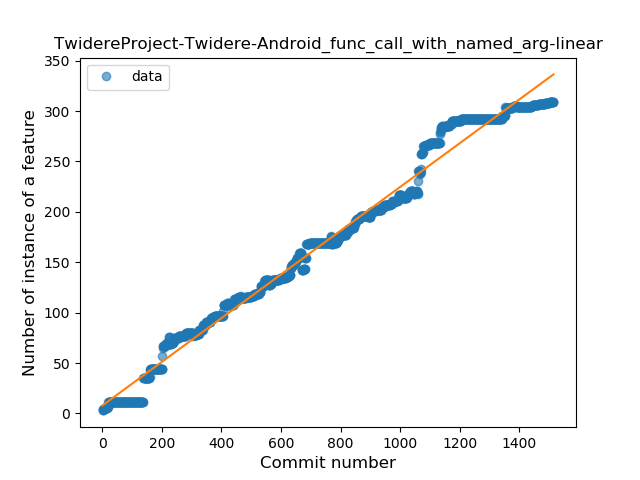 TwidereProject-Twidere-Android_func_call_with_named_arg-linear
data
Number of instance of a feature
350
300
250
200
150
100
50
0
0 200 400 600 800 1000 1200 1400
Commit number